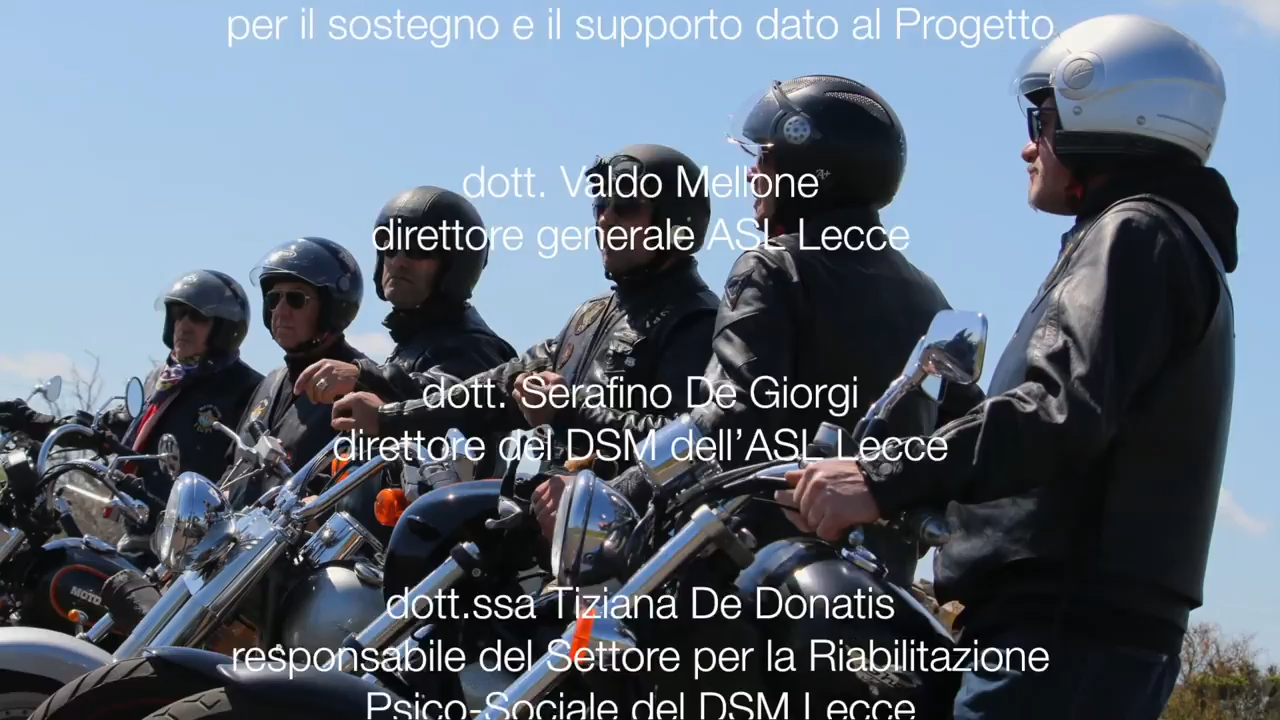 per il sostegno e il supporto dato al Progetto
dott. Valdo Mellone
direttore generale ASL Lecce
dott. Serafino De Giorgi
direttore del DSM dell’ASL Lecce
MOTO
dott.ssa Tiziana De Donatis
responsabile del Settore per la Riabilitazione
Psico-Sociale del DSM Lecce